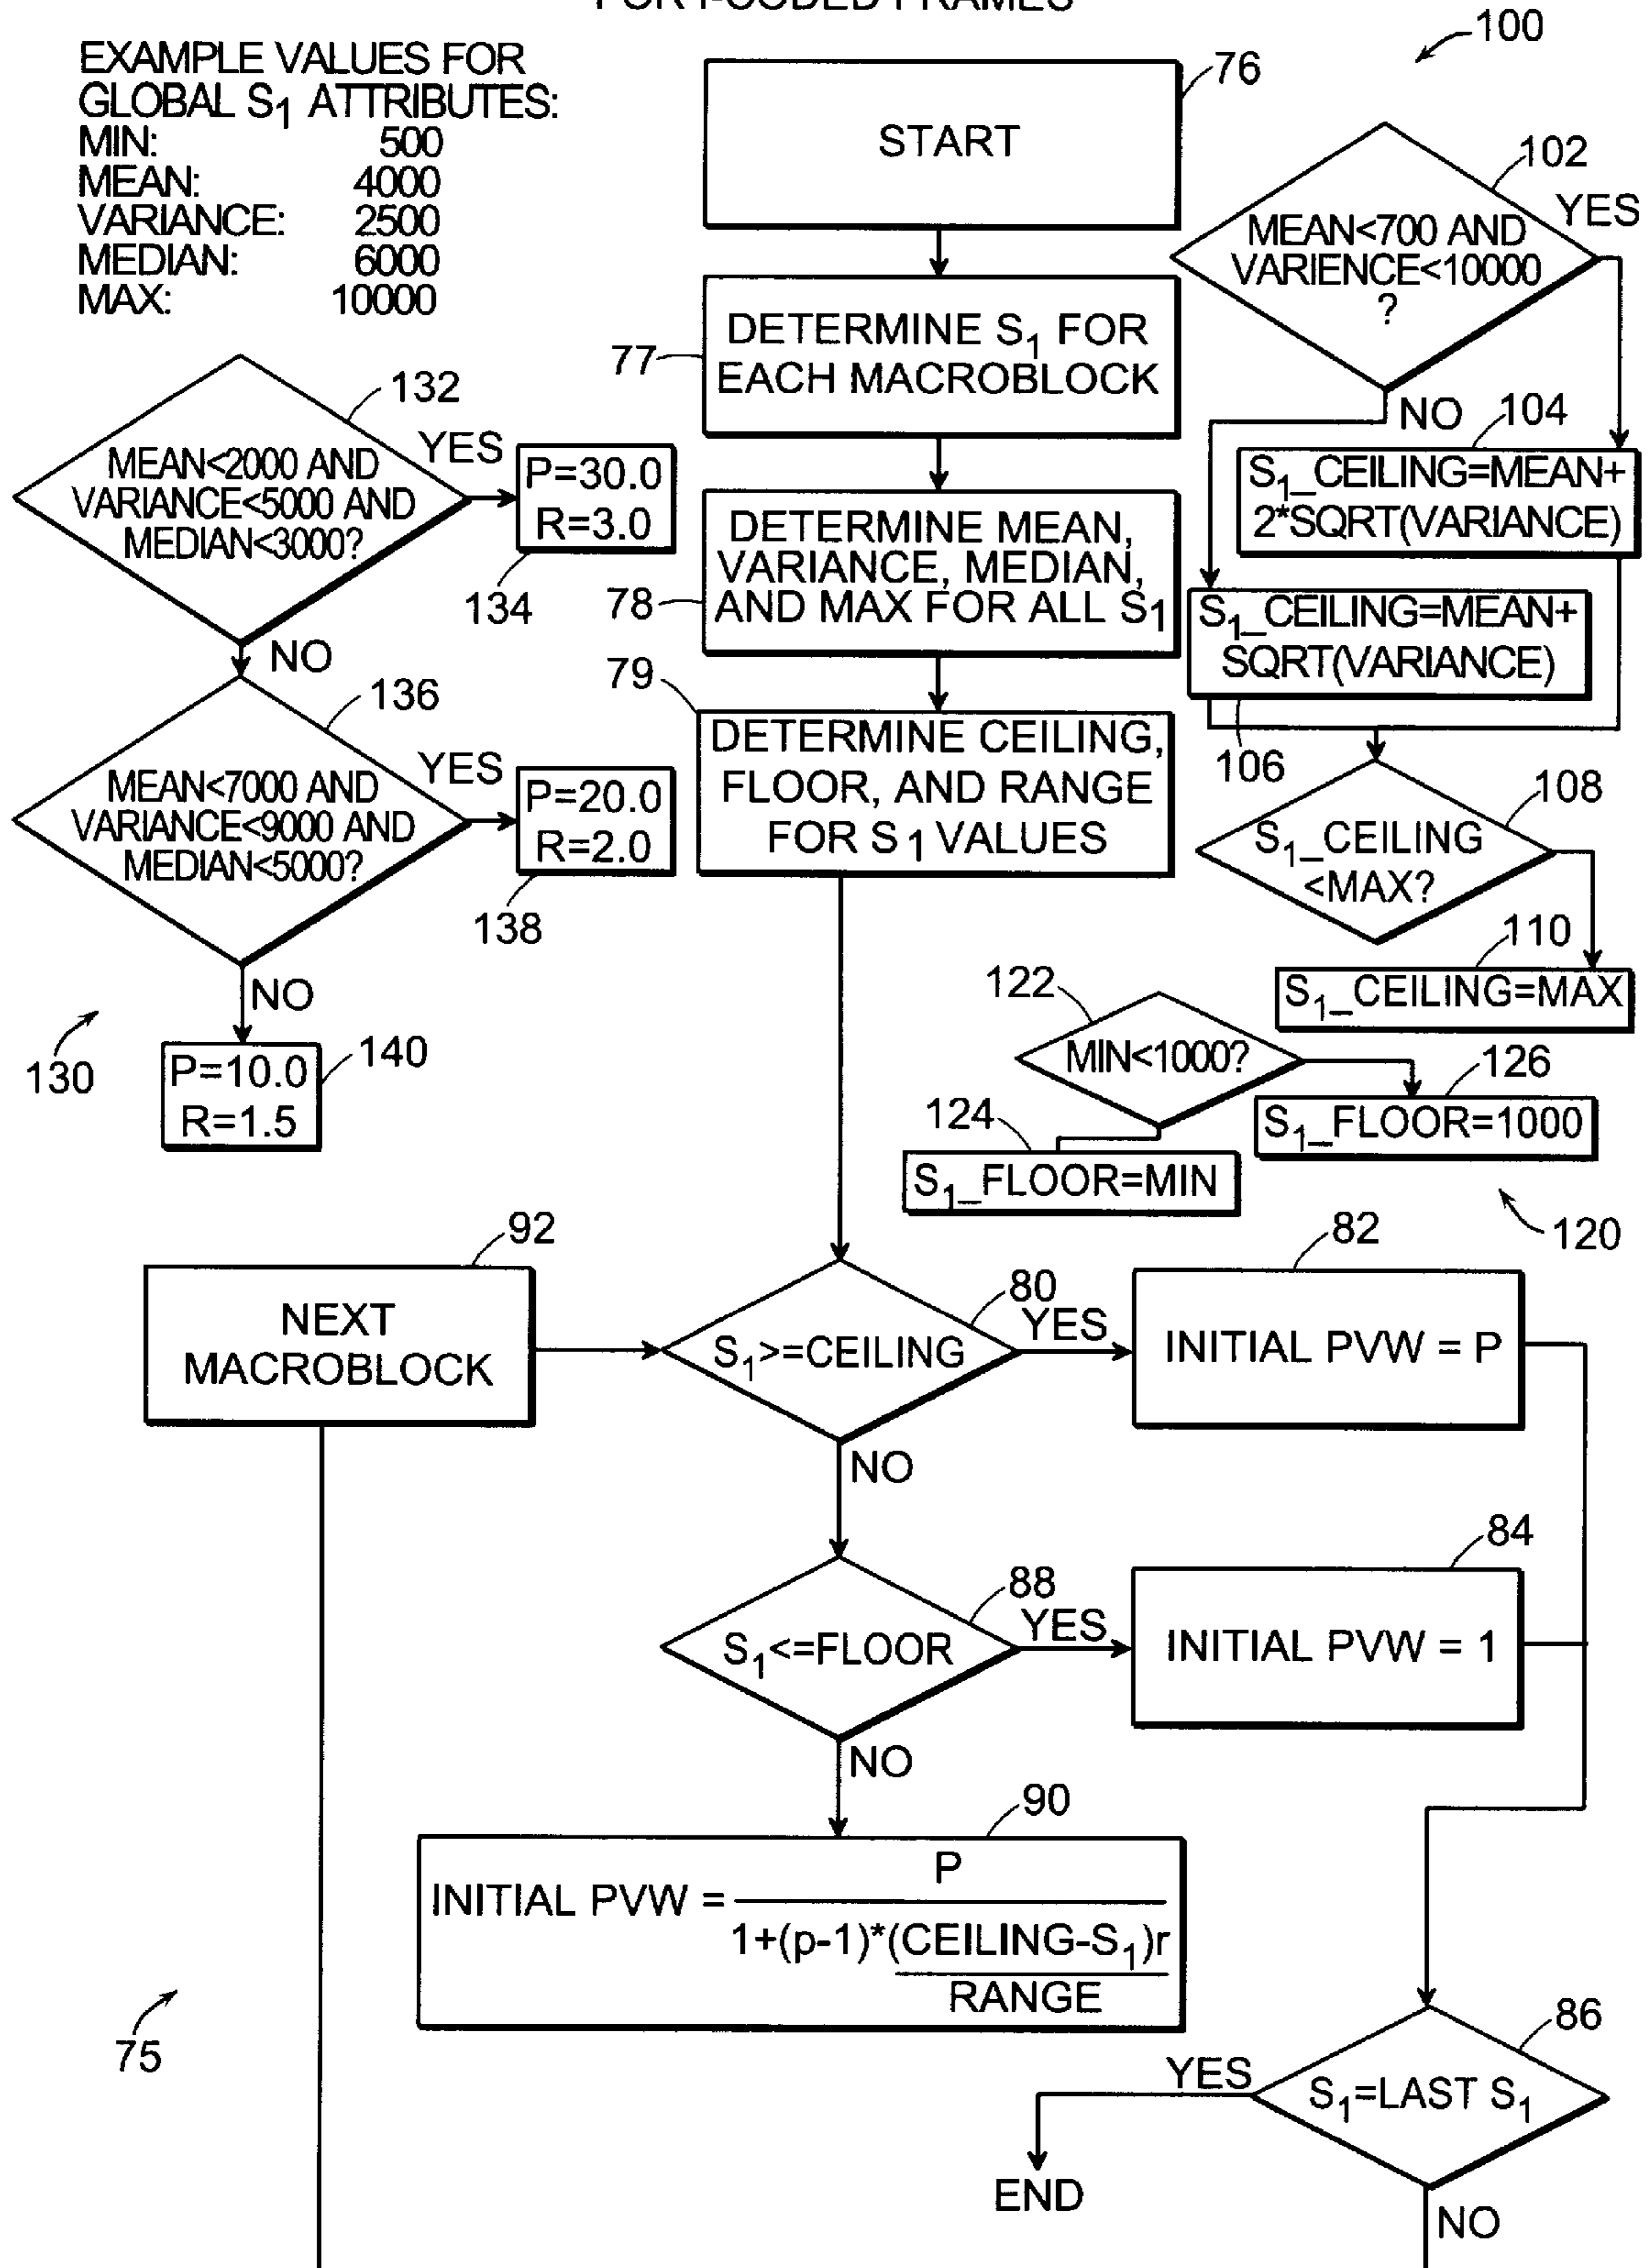 100
EXAMPLE VALUES FOR
GLOBAL S1 ATTRIBUTES:
MIN: 500
MEAN: 4000
VARIANCE: 2500
MEDIAN: 6000
MAX: 10000
76
START
102
MEAN<700 AND
VARIENCE<10000
?
YES
NO
77
DETERMINE S1 FOR
EACH MACROBLOCK
104
S1_CEILING=MEAN+
2*SQRT(VARIANCE)
132
MEAN<2000 AND
VARIANCE<5000 AND
MEDIAN<3000?
YES
P=30.0
R=3.0
134
NO
78
DETERMINE MEAN,
VARIANCE, MEDIAN,
AND MAX FOR ALL S1
S1_CEILING=MEAN+
SQRT(VARIANCE)
106
79
DETERMINE CEILING,
FLOOR, AND RANGE
FOR S1 VALUES
136
MEAN<7000 AND
VARIANCE<9000 AND
MEDIAN<5000?
YES
P=20.0
R=2.0
138
NO
108
S1_CEILING
<MAX?
110
S1_CEILING=MAX
130
P=10.0
R=1.5
140
122
MIN<1000?
126
S1_FLOOR=1000
124
S1_FLOOR=MIN
120
92
NEXT
MACROBLOCK
80
S1>=CEILING
YES
82
INITIAL PVW = P
NO
88
S1<=FLOOR
YES
84
INITIAL PVW = 1
NO
90
P
INITIAL PVW =
1+(p-1)*(CEILING-S1)r
RANGE
75
86
S1=LAST S1
YES
END
NO